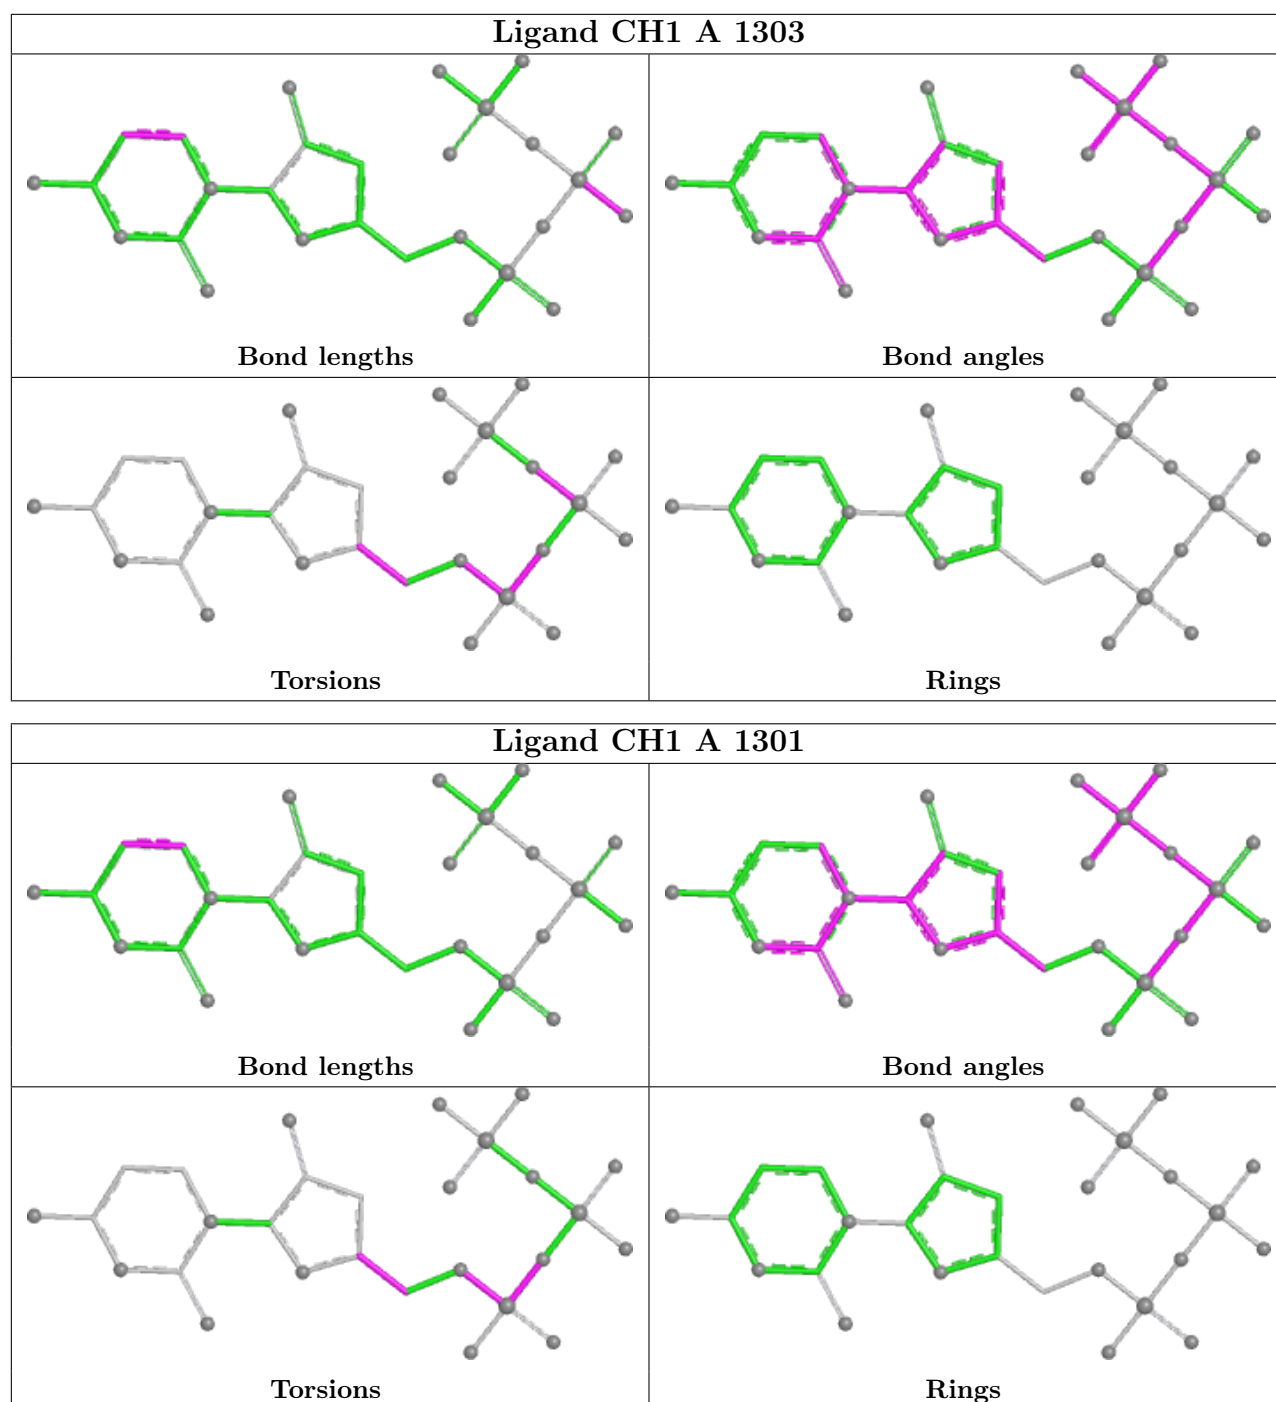 Ligand CH1 A 1303
Bond lengths
Bond angles
Torsions
Rings
Ligand CH1 A 1301
Bond lengths
Bond angles
Torsions
Rings